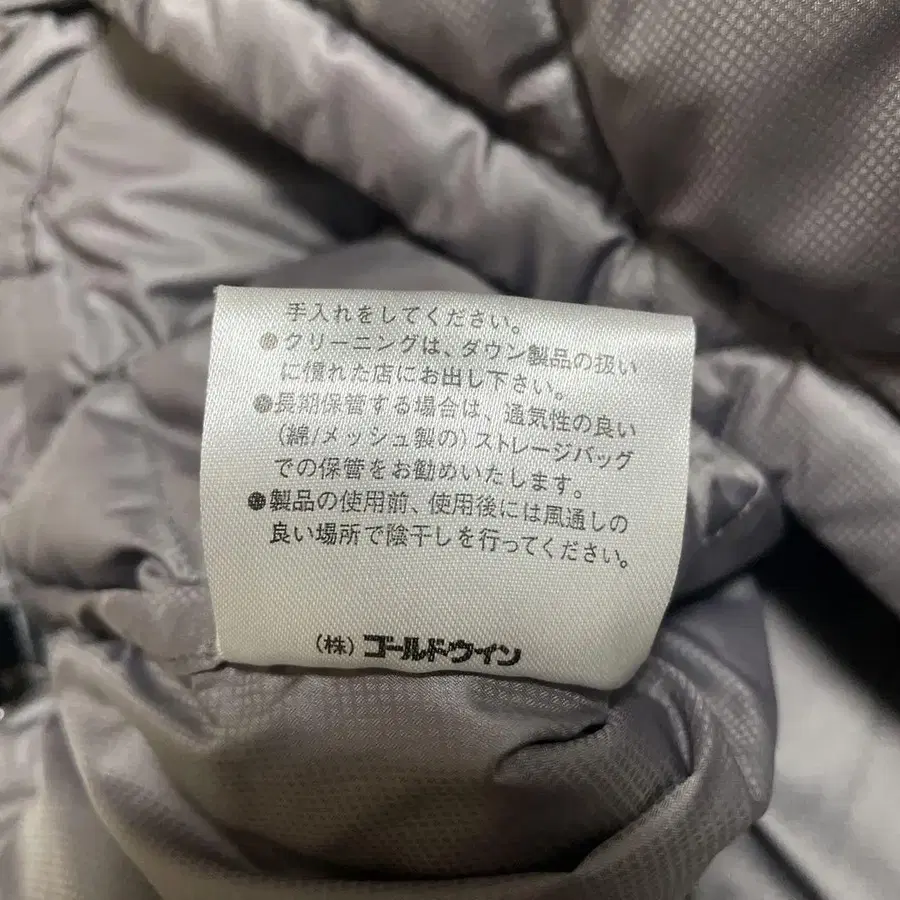 手入れをしてください。
●クリーニングは、ダウン製品の扱い
に慣れた店にお出し下さい。
●長期保管する場合は、通気性の良い
(綿/メッシュ製の)ストレージバッグ
での保管をお勧めいたします。
●製品の使用前、使用後には風通しの
良い場所で陰干しを行ってください。
(株)ゴールドウイン